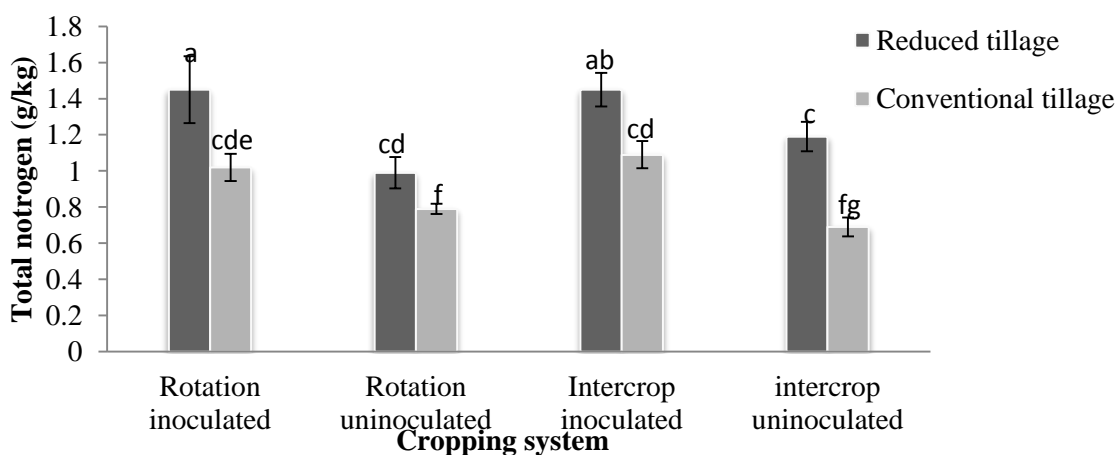 Total notrogen (g/kg)
1.8
1.6
1.4
1.2
1
0.8
0.6
0.4
0.2
0
a
cde
cd
f
ab
cd
c
fg
Reduced tillage
Conventional tillage
Rotation
inoculated
Rotation
uninoculated
Intercrop
inoculated
intercrop
uninoculated
Cropping system